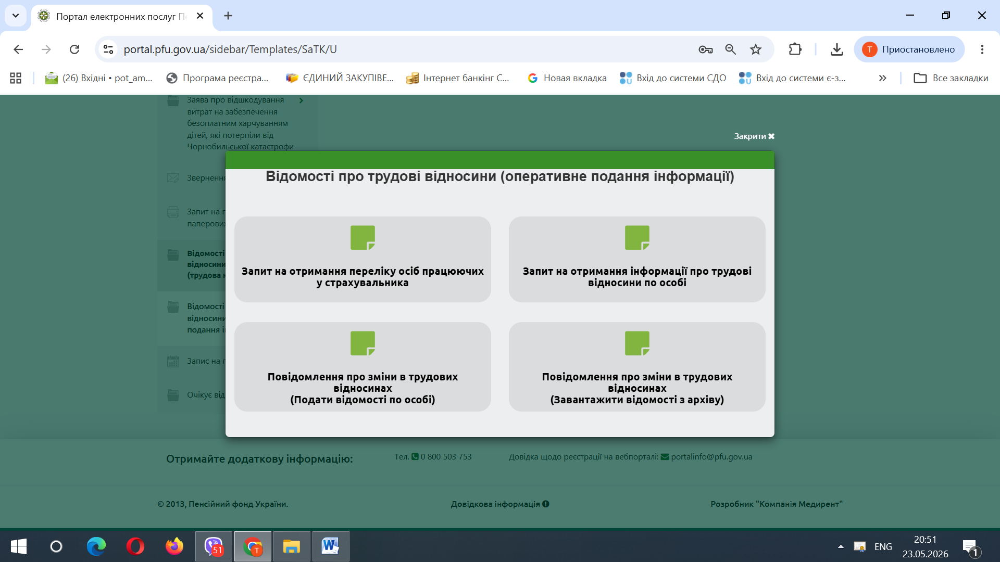 Портал електронних послуг П
portal.pfu.gov.ua/sidebar/Templates/SaTK/U
T
Приостановлено
(26) Вхідні • pot_am...
Програма реєстра...
ЄДИНИЙ ЗАКУПІВЕ...
Інтернет банкінг C...
Новая вкладка
Вхід до системи СДО
Вхід до системи є-з...
Все закладки
Заява про відшкодування
витрат на забезпечення
безоплатним харчуванням
дітей, які потерпіли від
Чорнобильської катастрофи
Звернення
Запит на
паперових
Відомості
відносини
(трудова
Відомості
відносини
подання
Запис на
Очікує від
Закрити
Відомості про трудові відносини (оперативне подання інформації)
Запит на отримання переліку осіб працюючих
у страхувальника
Запит на отримання інформації про трудові
відносини по особі
Повідомлення про зміни в трудових
відносинах
(Подати відомості по особі)
Повідомлення про зміни в трудових
відносинах
(Завантажити відомості з архіву)
Отримайте додаткову інформацію:
Тел. 0 800 503 753
Довідка щодо реєстрації на вебпорталі: portalinfo@pfu.gov.ua
© 2013, Пенсійний фонд України.
Довідкова інформація
Розробник "Компанія Медирент"
51
T
ENG
20:51
23.05.2026
1